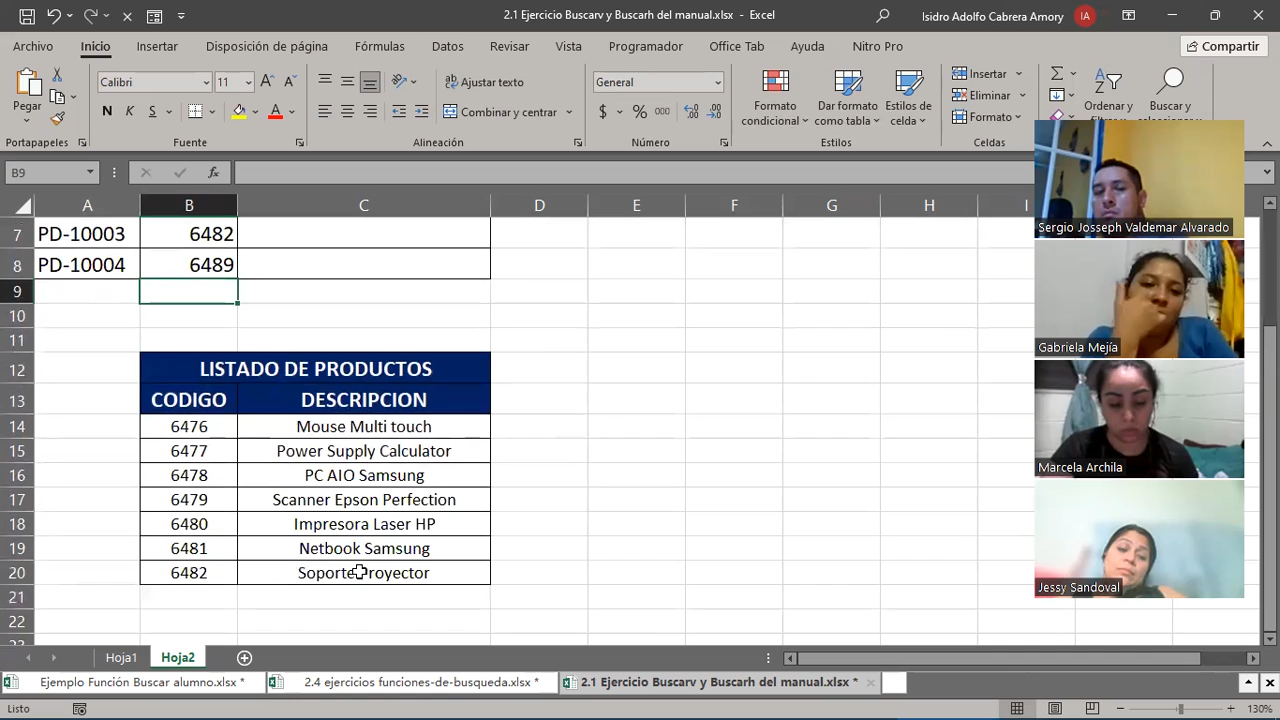 2.1 Ejercicio Buscarv y Buscarh del manual.xlsx - Excel
Isidro Adolfo Cabrera Amory
IA
Archivo Inicio Insertar Disposición de página Fórmulas Datos Revisar Vista Programador Office Tab Ayuda Nitro Pro Compartir
Pegar
Calibri 11
N K S
Ajustar texto
Combinar y centrar
General
$ % 000
Formato condicional
Dar formato como tabla
Estilos de celda
Insertar
Eliminar
Formato
Ordenar y
Buscar y
Portapapeles Fuente Alineación Número Estilos Celdas
B9 fx
A B C D E F G H I
7 PD-10003 6482
8 PD-10004 6489
9
10
11
12 LISTADO DE PRODUCTOS
13 CODIGO DESCRIPCION
14 6476 Mouse Multi touch
15 6477 Power Supply Calculator
16 6478 PC AIO Samsung
17 6479 Scanner Epson Perfection
18 6480 Impresora Laser HP
19 6481 Netbook Samsung
20 6482 Soporte Proyector
21
22
Sergio Josseph Valdemar Alvarado
Gabriela Mejía
Marcela Archila
Jessy Sandoval
Hoja1 Hoja2
Ejemplo Función Buscar alumno.xlsx *
2.4 ejercicios funciones-de-busqueda.xlsx *
2.1 Ejercicio Buscarv y Buscarh del manual.xlsx *
Listo
130%